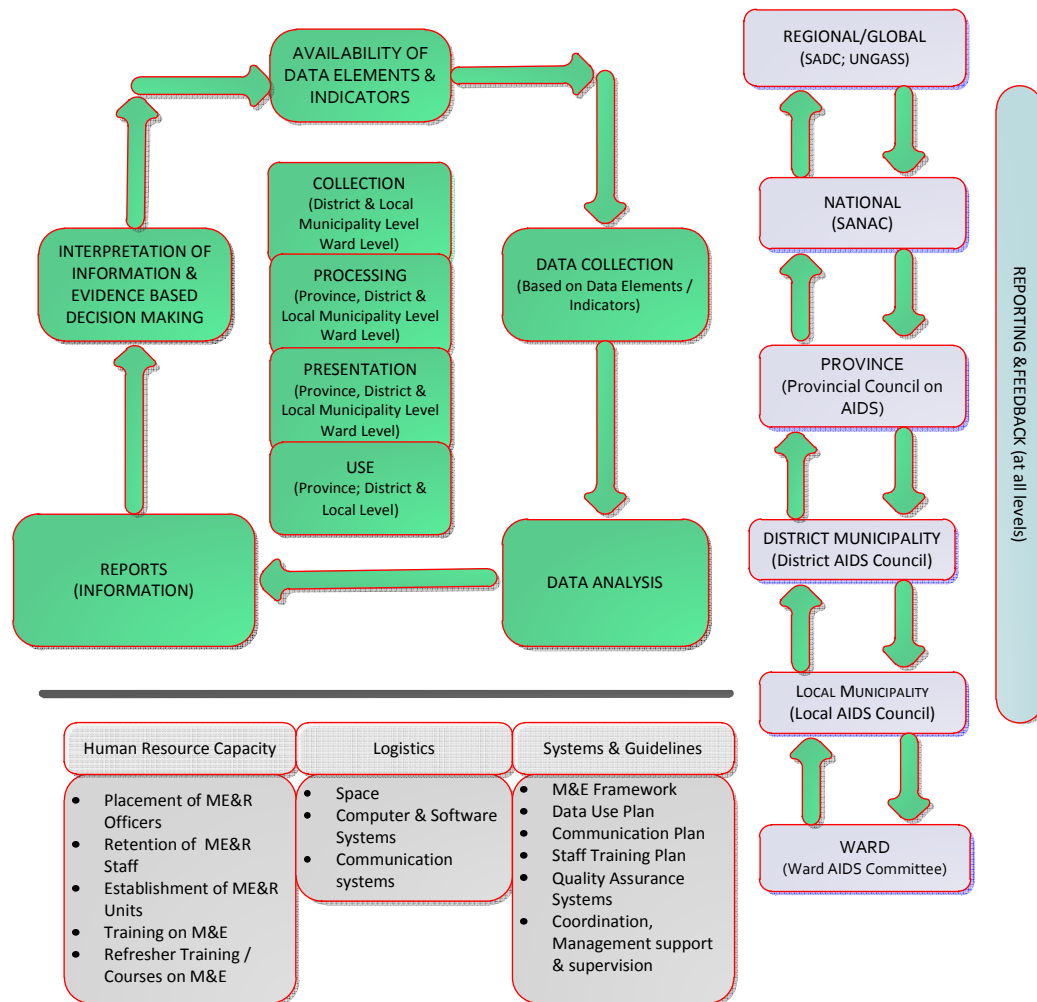 AVAILABILITY OF
DATA ELEMENTS &
INDICATORS
COLLECTION
(District & Local
Municipality Level
Ward Level)
PROCESSING
(Province, District &
Local Municipality Level
Ward Level)
PRESENTATION
(Province, District &
Local Municipality Level
Ward Level)
USE
(Province; District &
Local Level)
INTERPRETATION OF
INFORMATION &
EVIDENCE BASED
DECISION MAKING
DATA COLLECTION
(Based on Data Elements /
Indicators)
REPORTS
(INFORMATION)
DATA ANALYSIS
REGIONAL/GLOBAL
(SADC; UNGASS)
NATIONAL
(SANAC)
PROVINCE
(Provincial Council on
AIDS)
DISTRICT MUNICIPALITY
(District AIDS Council)
LOCAL MUNICIPALITY
(Local AIDS Council)
WARD
(Ward AIDS Committee)
REPORTING &FEEDBACK (at all levels)
Human Resource Capacity
• Placement of ME&R
Officers
• Retention of ME&R
Staff
• Establishment of ME&R
Units
• Training on M&E
• Refresher Training /
Courses on M&E
Logistics
• Space
• Computer & Software
Systems
• Communication
systems
Systems & Guidelines
• M&E Framework
• Data Use Plan
• Communication Plan
• Staff Training Plan
• Quality Assurance
Systems
• Coordination,
Management support
& supervision